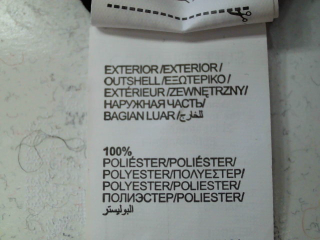 EXTERIOR/EXTERIOR/
OUTSHELL/ΕΞΩΤΕΡΙΚΟ/
EXTÉRIEUR/ZEWNĘTRZNY/
НАРУЖНАЯ ЧАСТЬ/
BAGIAN LUAR/الخارج/
100%
POLIÉSTER/POLIÉSTER/
POLYESTER/ΠΟΛΥΕΣΤΕΡ/
POLYESTER/POLIESTER/
ПОЛИЭСТЕР/POLIESTER/
البوليستر